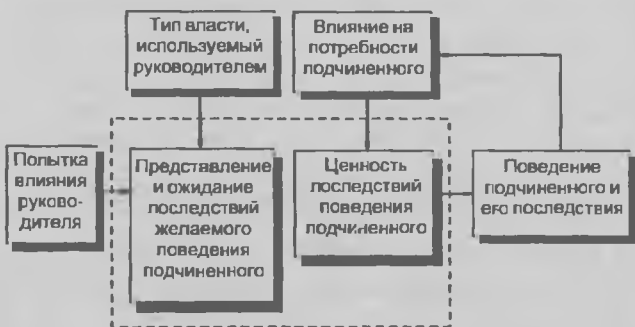 Тип власти,
используемый
руководителем
Влияние на
потребности
подчиненного
Попытка
влияния
руково-
дителя
Представление
и ожидание
последствий
желаемого
поведения
подчиненного
Ценность
последствий
поведения
подчиненного
Поведение
подчиненного и
его последствия